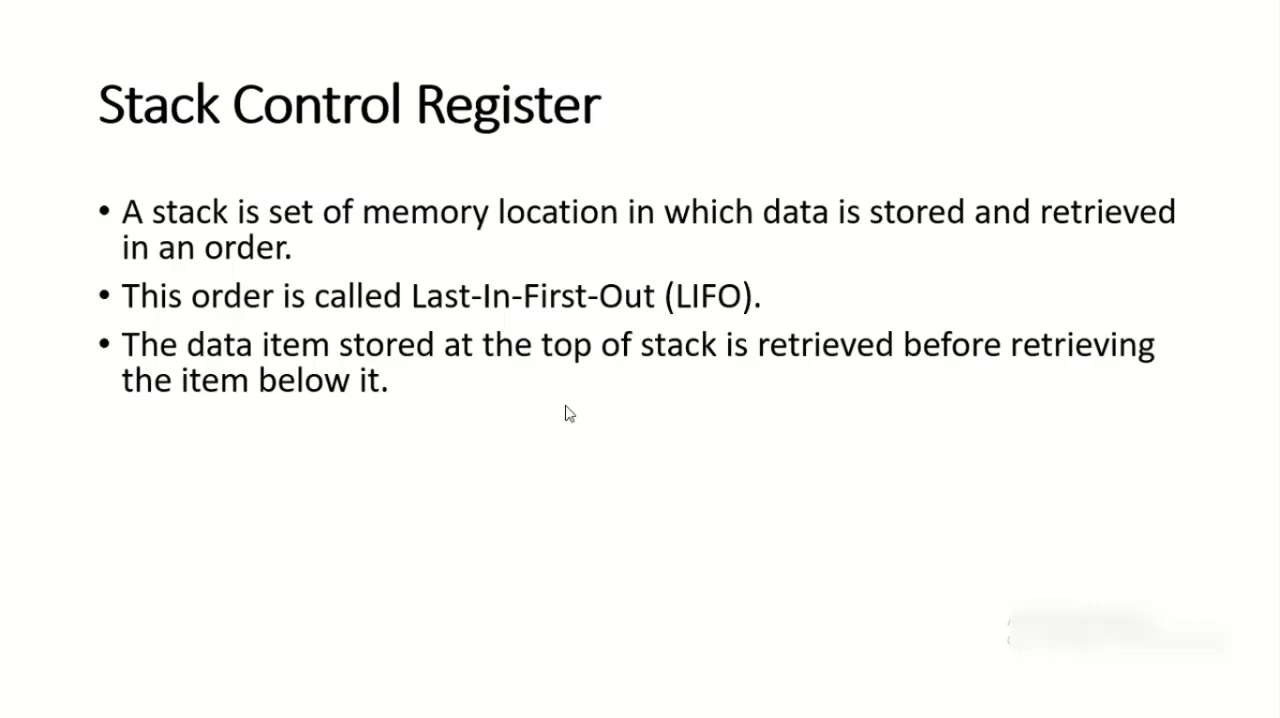 Stack Control Register
• A stack is set of memory location in which data is stored and retrieved
in an order.
• This order is called Last-In-First-Out (LIFO).
• The data item stored at the top of stack is retrieved before retrieving
the item below it.